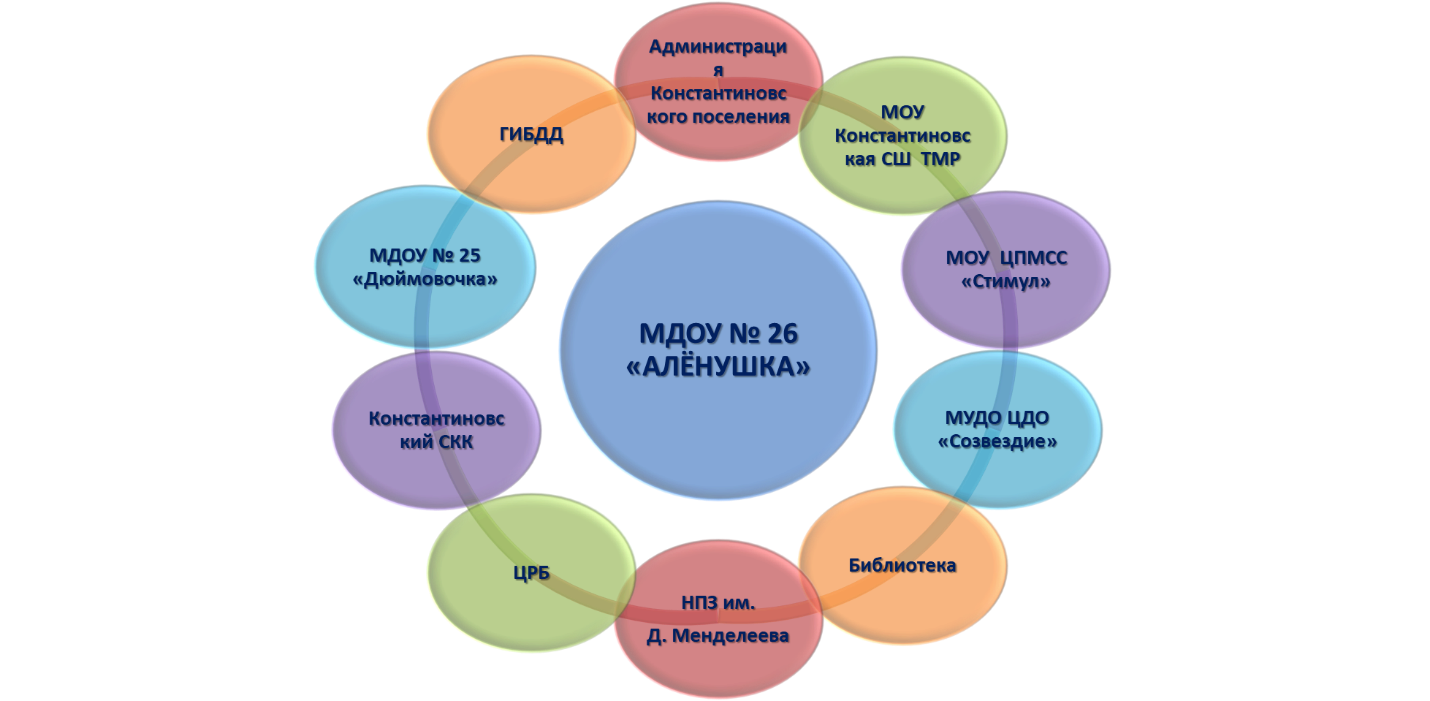 Администраци
я
Константиновс
кого поселения
МОУ
Константиновс
кая СШ ТМР
МОУ ЦПМСС
«Стимул»
МУДО ЦДО
«Созвездие»
Библиотека
НПЗ им.
Д. Менделеева
ЦРБ
Константиновс
кий СКК
МДОУ № 25
«Дюймовочка»
ГИБДД
МДОУ № 26
«АЛЁНУШКА»